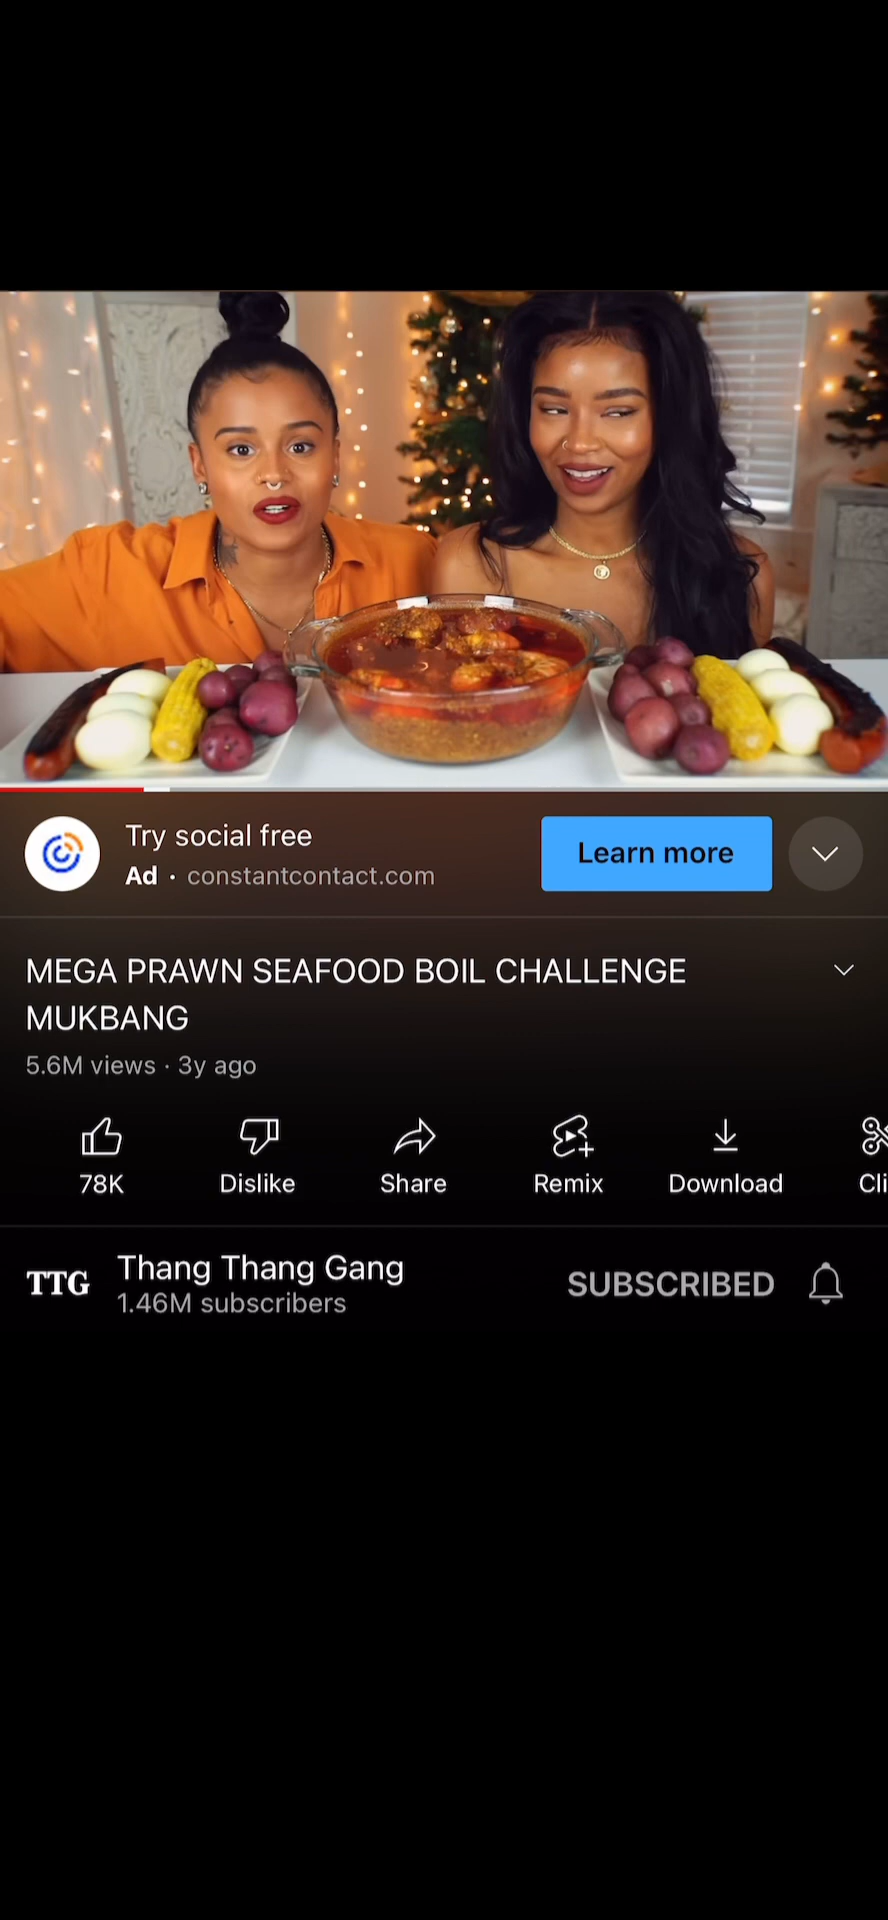 Try social free
Ad · constantcontact.com
Learn more
MEGA PRAWN SEAFOOD BOIL CHALLENGE
MUKBANG
5.6M views · 3y ago
78K
Dislike
Share
Remix
Download
Cli
TTG
Thang Thang Gang
1.46M subscribers
SUBSCRIBED